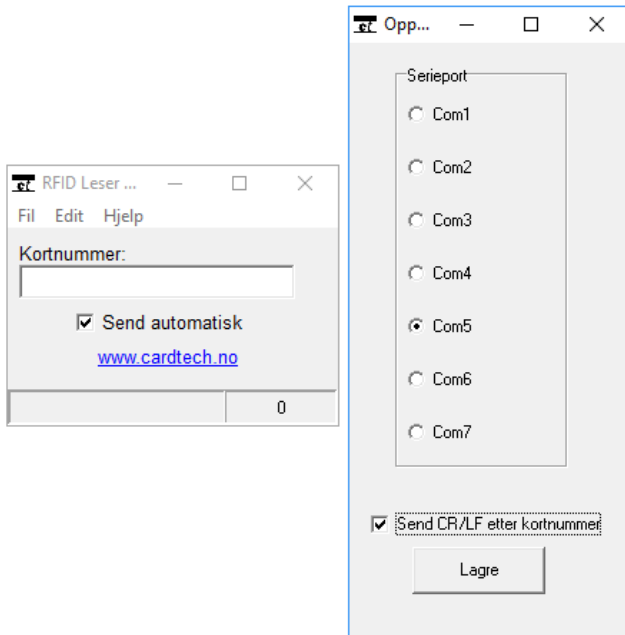 RFID Leser ...
Fil Edit Hjelp
Kortnummer:
Send automatisk
www.cardtech.no
0
Opp...
Serieport
Com1
Com2
Com3
Com4
Com5
Com6
Com7
Send CR/LF etter kortnummer
Lagre